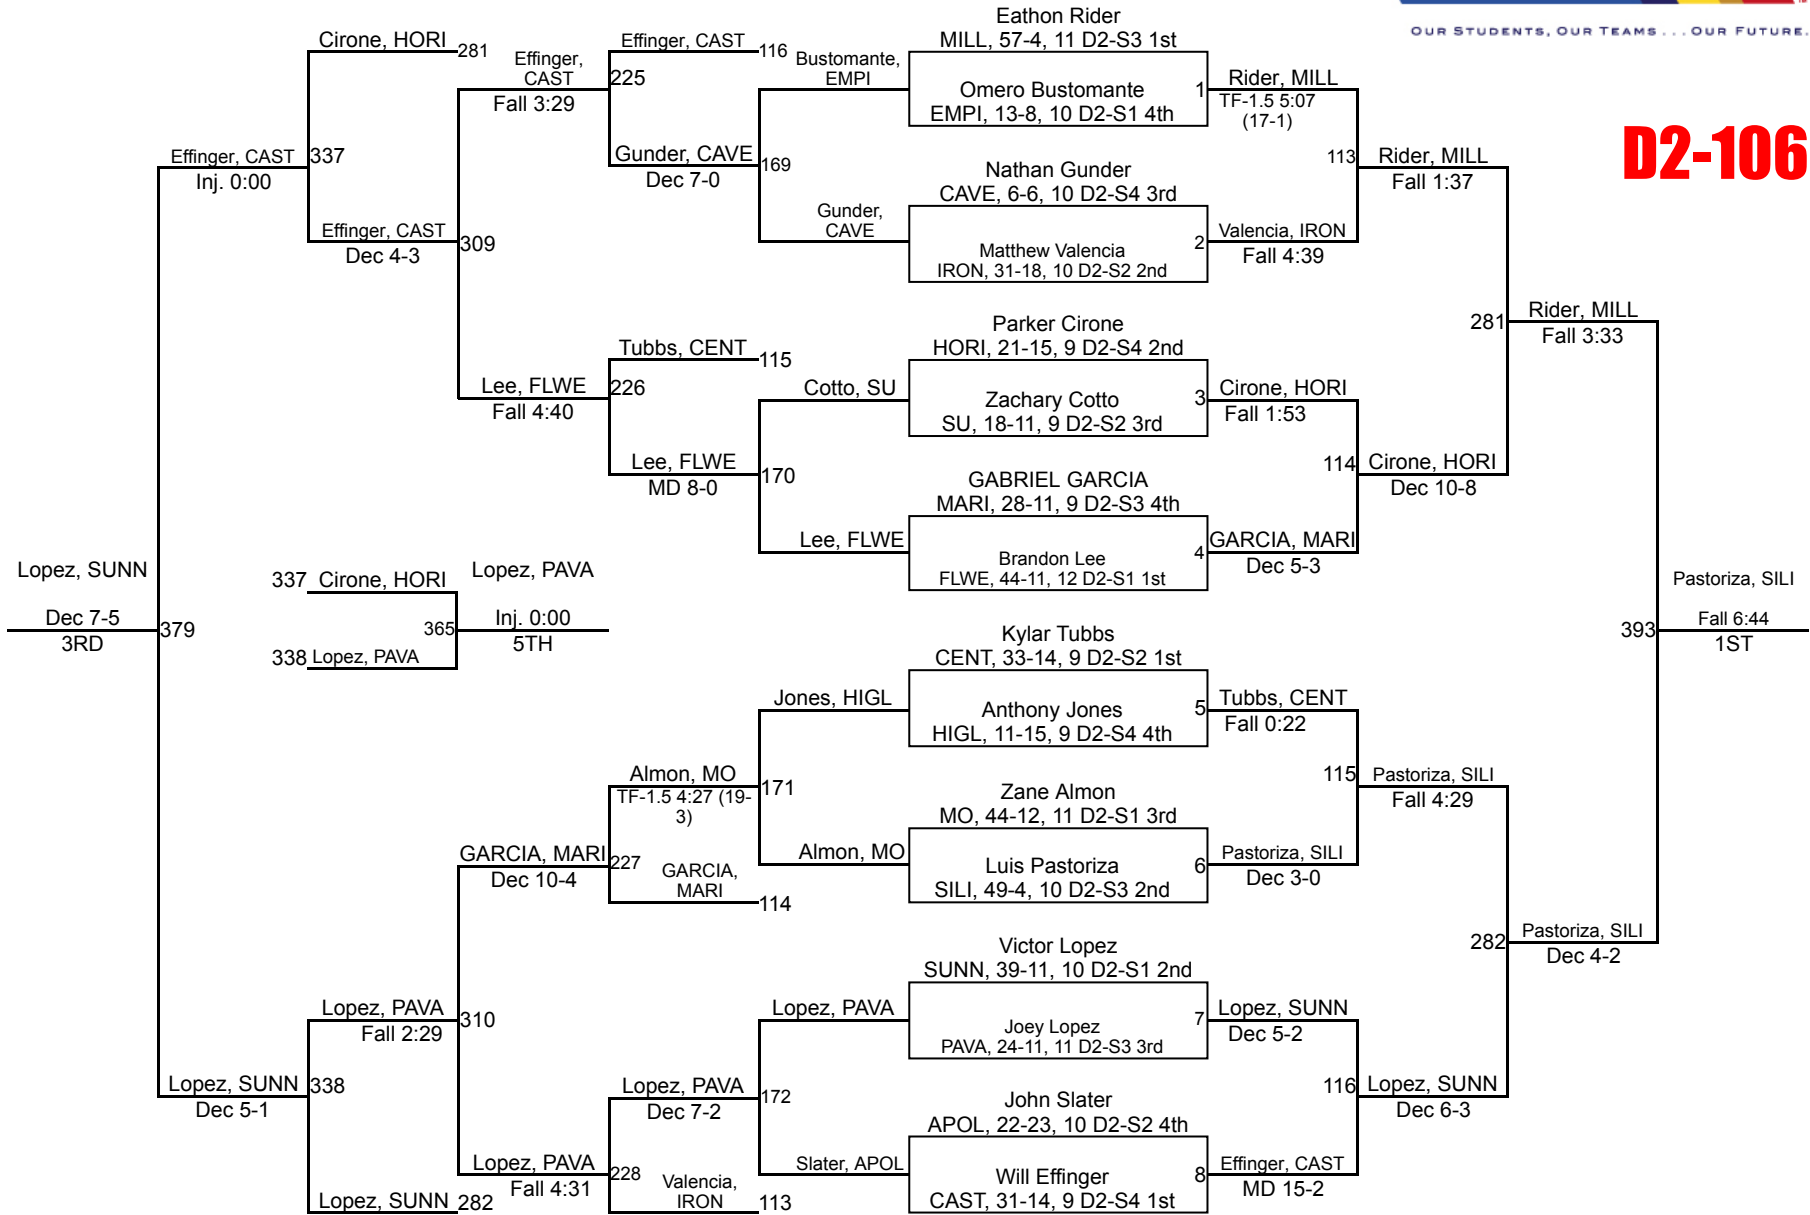 OUR STUDENTS, OUR TEAMS . . . OUR FUTURE.
D2-106
Cirone, HORI
281
Effinger, CAST
337
Inj. 0:00
Effinger, CAST
Dec 4-3
309
Effinger,
CAST
Fall 3:29
225
Effinger, CAST
116
Gunder, CAVE
Dec 7-0
169
Bustomante,
EMPI
Gunder,
CAVE
Lee, FLWE
Fall 4:40
226
Tubbs, CENT
115
Lee, FLWE
MD 8-0
170
Cotto, SU
Lee, FLWE
Lopez, SUNN
Dec 7-5
3RD
379
337 Cirone, HORI
338 Lopez, PAVA
365
Lopez, PAVA
Inj. 0:00
5TH
Jones, HIGL
Almon, MO
TF-1.5 4:27 (19-
3)
171
Almon, MO
GARCIA, MARI
Dec 10-4
227
GARCIA,
MARI
114
Lopez, PAVA
Fall 2:29
310
Lopez, SUNN
Dec 5-1
338
Lopez, PAVA
Lopez, PAVA
Dec 7-2
172
Slater, APOL
Lopez, PAVA
Fall 4:31
228
Valencia,
IRON
113
Lopez, SUNN
282
Eathon Rider
MILL, 57-4, 11 D2-S3 1st
Omero Bustomante
EMPI, 13-8, 10 D2-S1 4th
1
Nathan Gunder
CAVE, 6-6, 10 D2-S4 3rd
Matthew Valencia
IRON, 31-18, 10 D2-S2 2nd
2
Parker Cirone
HORI, 21-15, 9 D2-S4 2nd
Zachary Cotto
SU, 18-11, 9 D2-S2 3rd
3
GABRIEL GARCIA
MARI, 28-11, 9 D2-S3 4th
Brandon Lee
FLWE, 44-11, 12 D2-S1 1st
4
Kylar Tubbs
CENT, 33-14, 9 D2-S2 1st
Anthony Jones
HIGL, 11-15, 9 D2-S4 4th
5
Zane Almon
MO, 44-12, 11 D2-S1 3rd
Luis Pastoriza
SILI, 49-4, 10 D2-S3 2nd
6
Victor Lopez
SUNN, 39-11, 10 D2-S1 2nd
Joey Lopez
PAVA, 24-11, 11 D2-S3 3rd
7
John Slater
APOL, 22-23, 10 D2-S2 4th
Will Effinger
CAST, 31-14, 9 D2-S4 1st
8
Rider, MILL
TF-1.5 5:07
(17-1)
113
Valencia, IRON
Fall 4:39
Rider, MILL
Fall 1:37
Cirone, HORI
Fall 1:53
114
GARCIA, MARI
Dec 5-3
Cirone, HORI
Dec 10-8
281
Rider, MILL
Fall 3:33
Tubbs, CENT
Fall 0:22
115
Pastoriza, SILI
Dec 3-0
Pastoriza, SILI
Fall 4:29
Lopez, SUNN
Dec 5-2
116
Effinger, CAST
MD 15-2
Lopez, SUNN
Dec 6-3
282
Pastoriza, SILI
Dec 4-2
393
Pastoriza, SILI
Fall 6:44
1ST